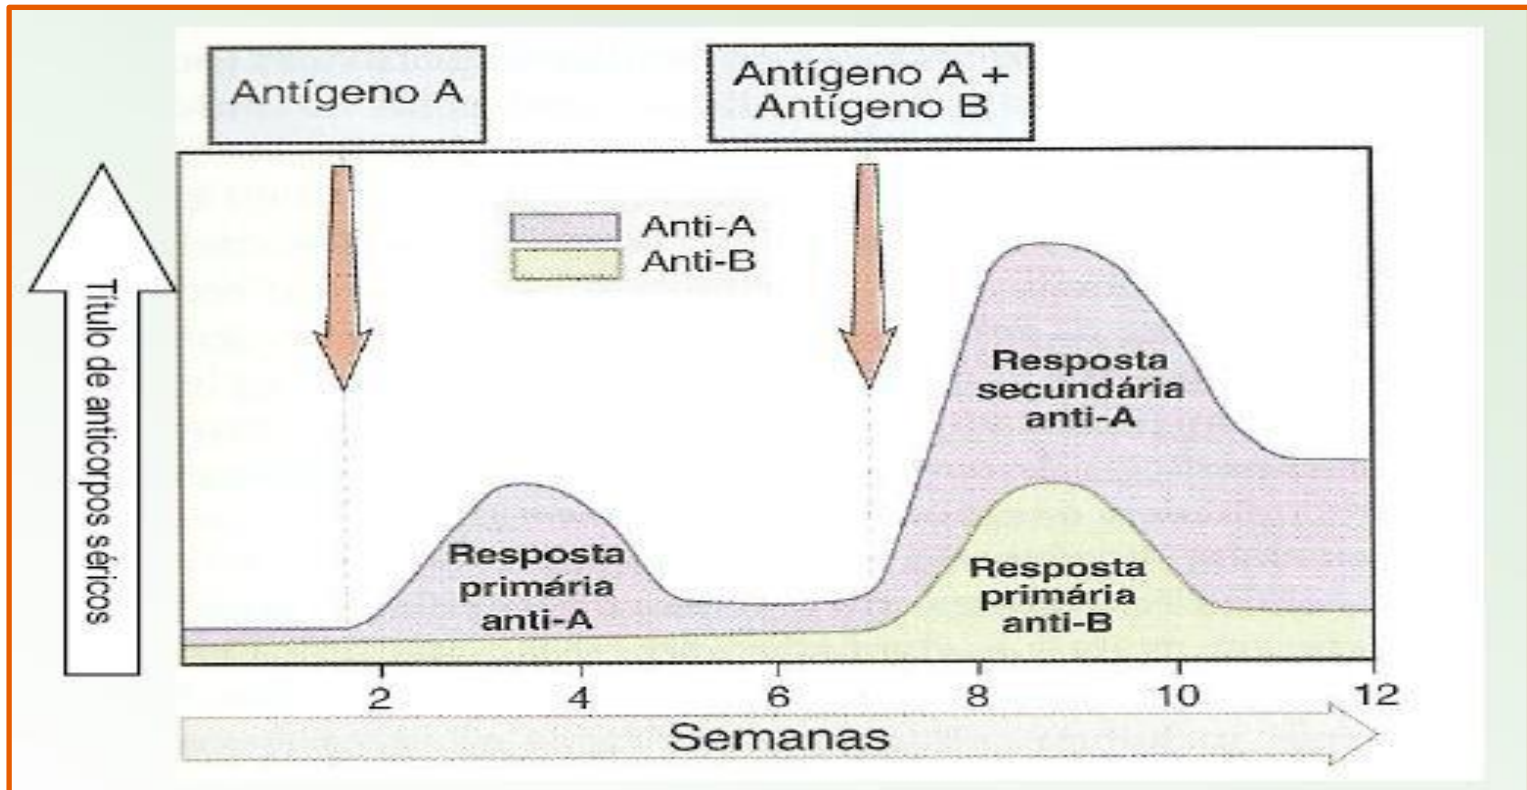 Antígeno A
Antígeno A +
Antígeno B
Anti-A
Anti-B
Título de anticorpos séricos
Resposta
primária
anti-A
Resposta
secundária
anti-A
Resposta
primária
anti-B
2 4 6 8 10 12
Semanas